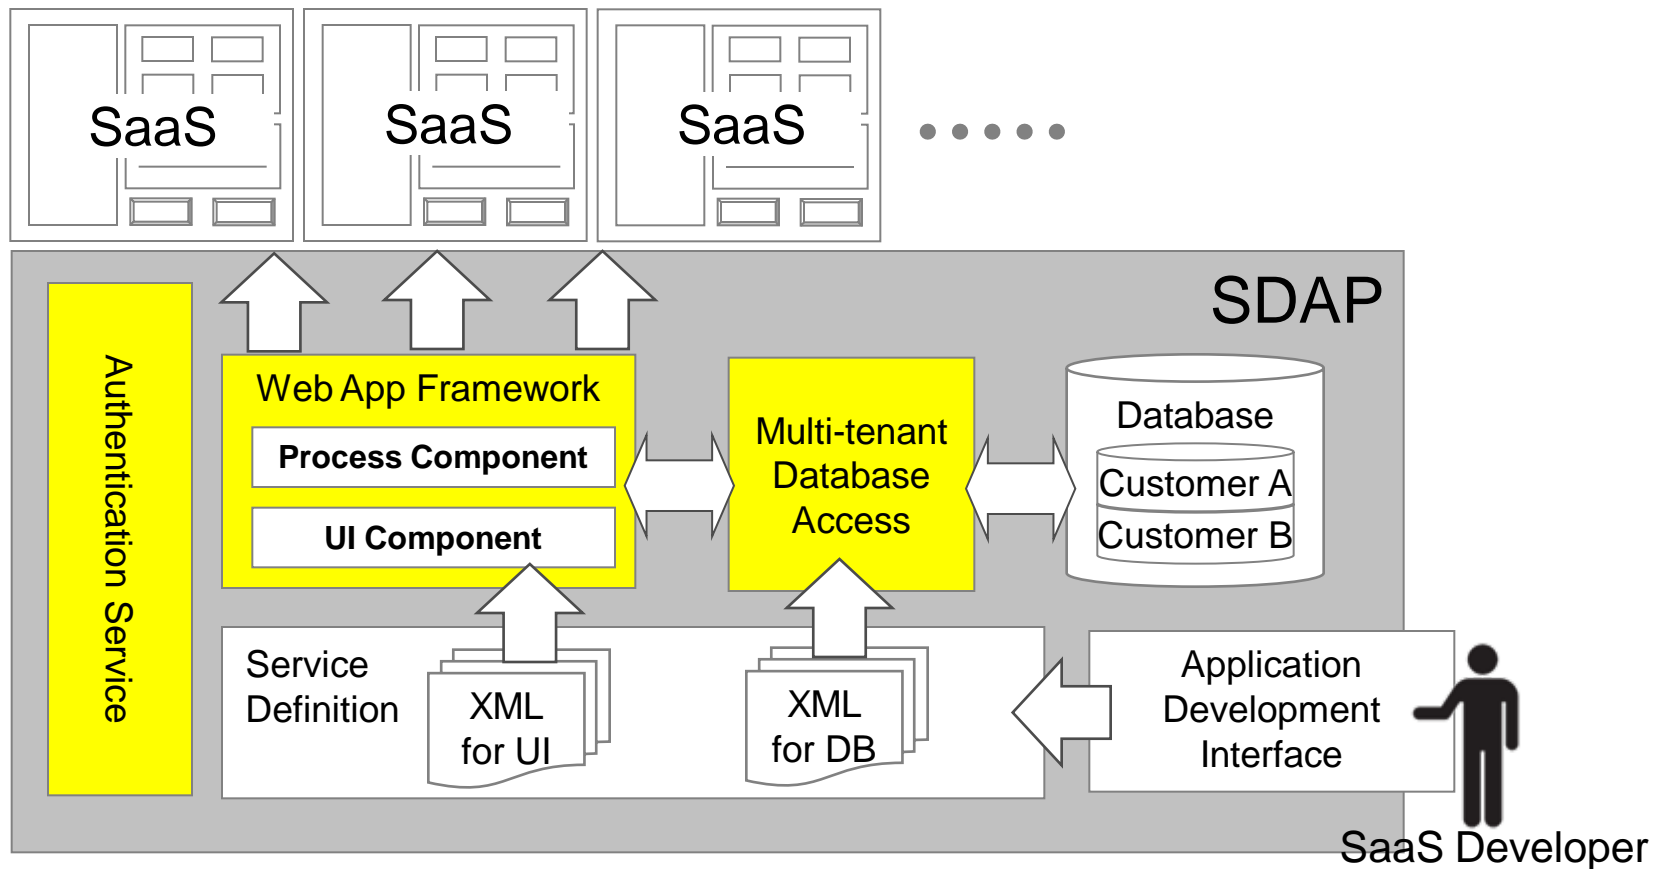 SaaS
SaaS
SaaS
SDAP
Authentication Service
Web App Framework
Process Component
UI Component
Multi-tenant
Database
Access
Database
Customer A
Customer B
Service
Definition
XML
for UI
XML
for DB
Application
Development
Interface
SaaS Developer